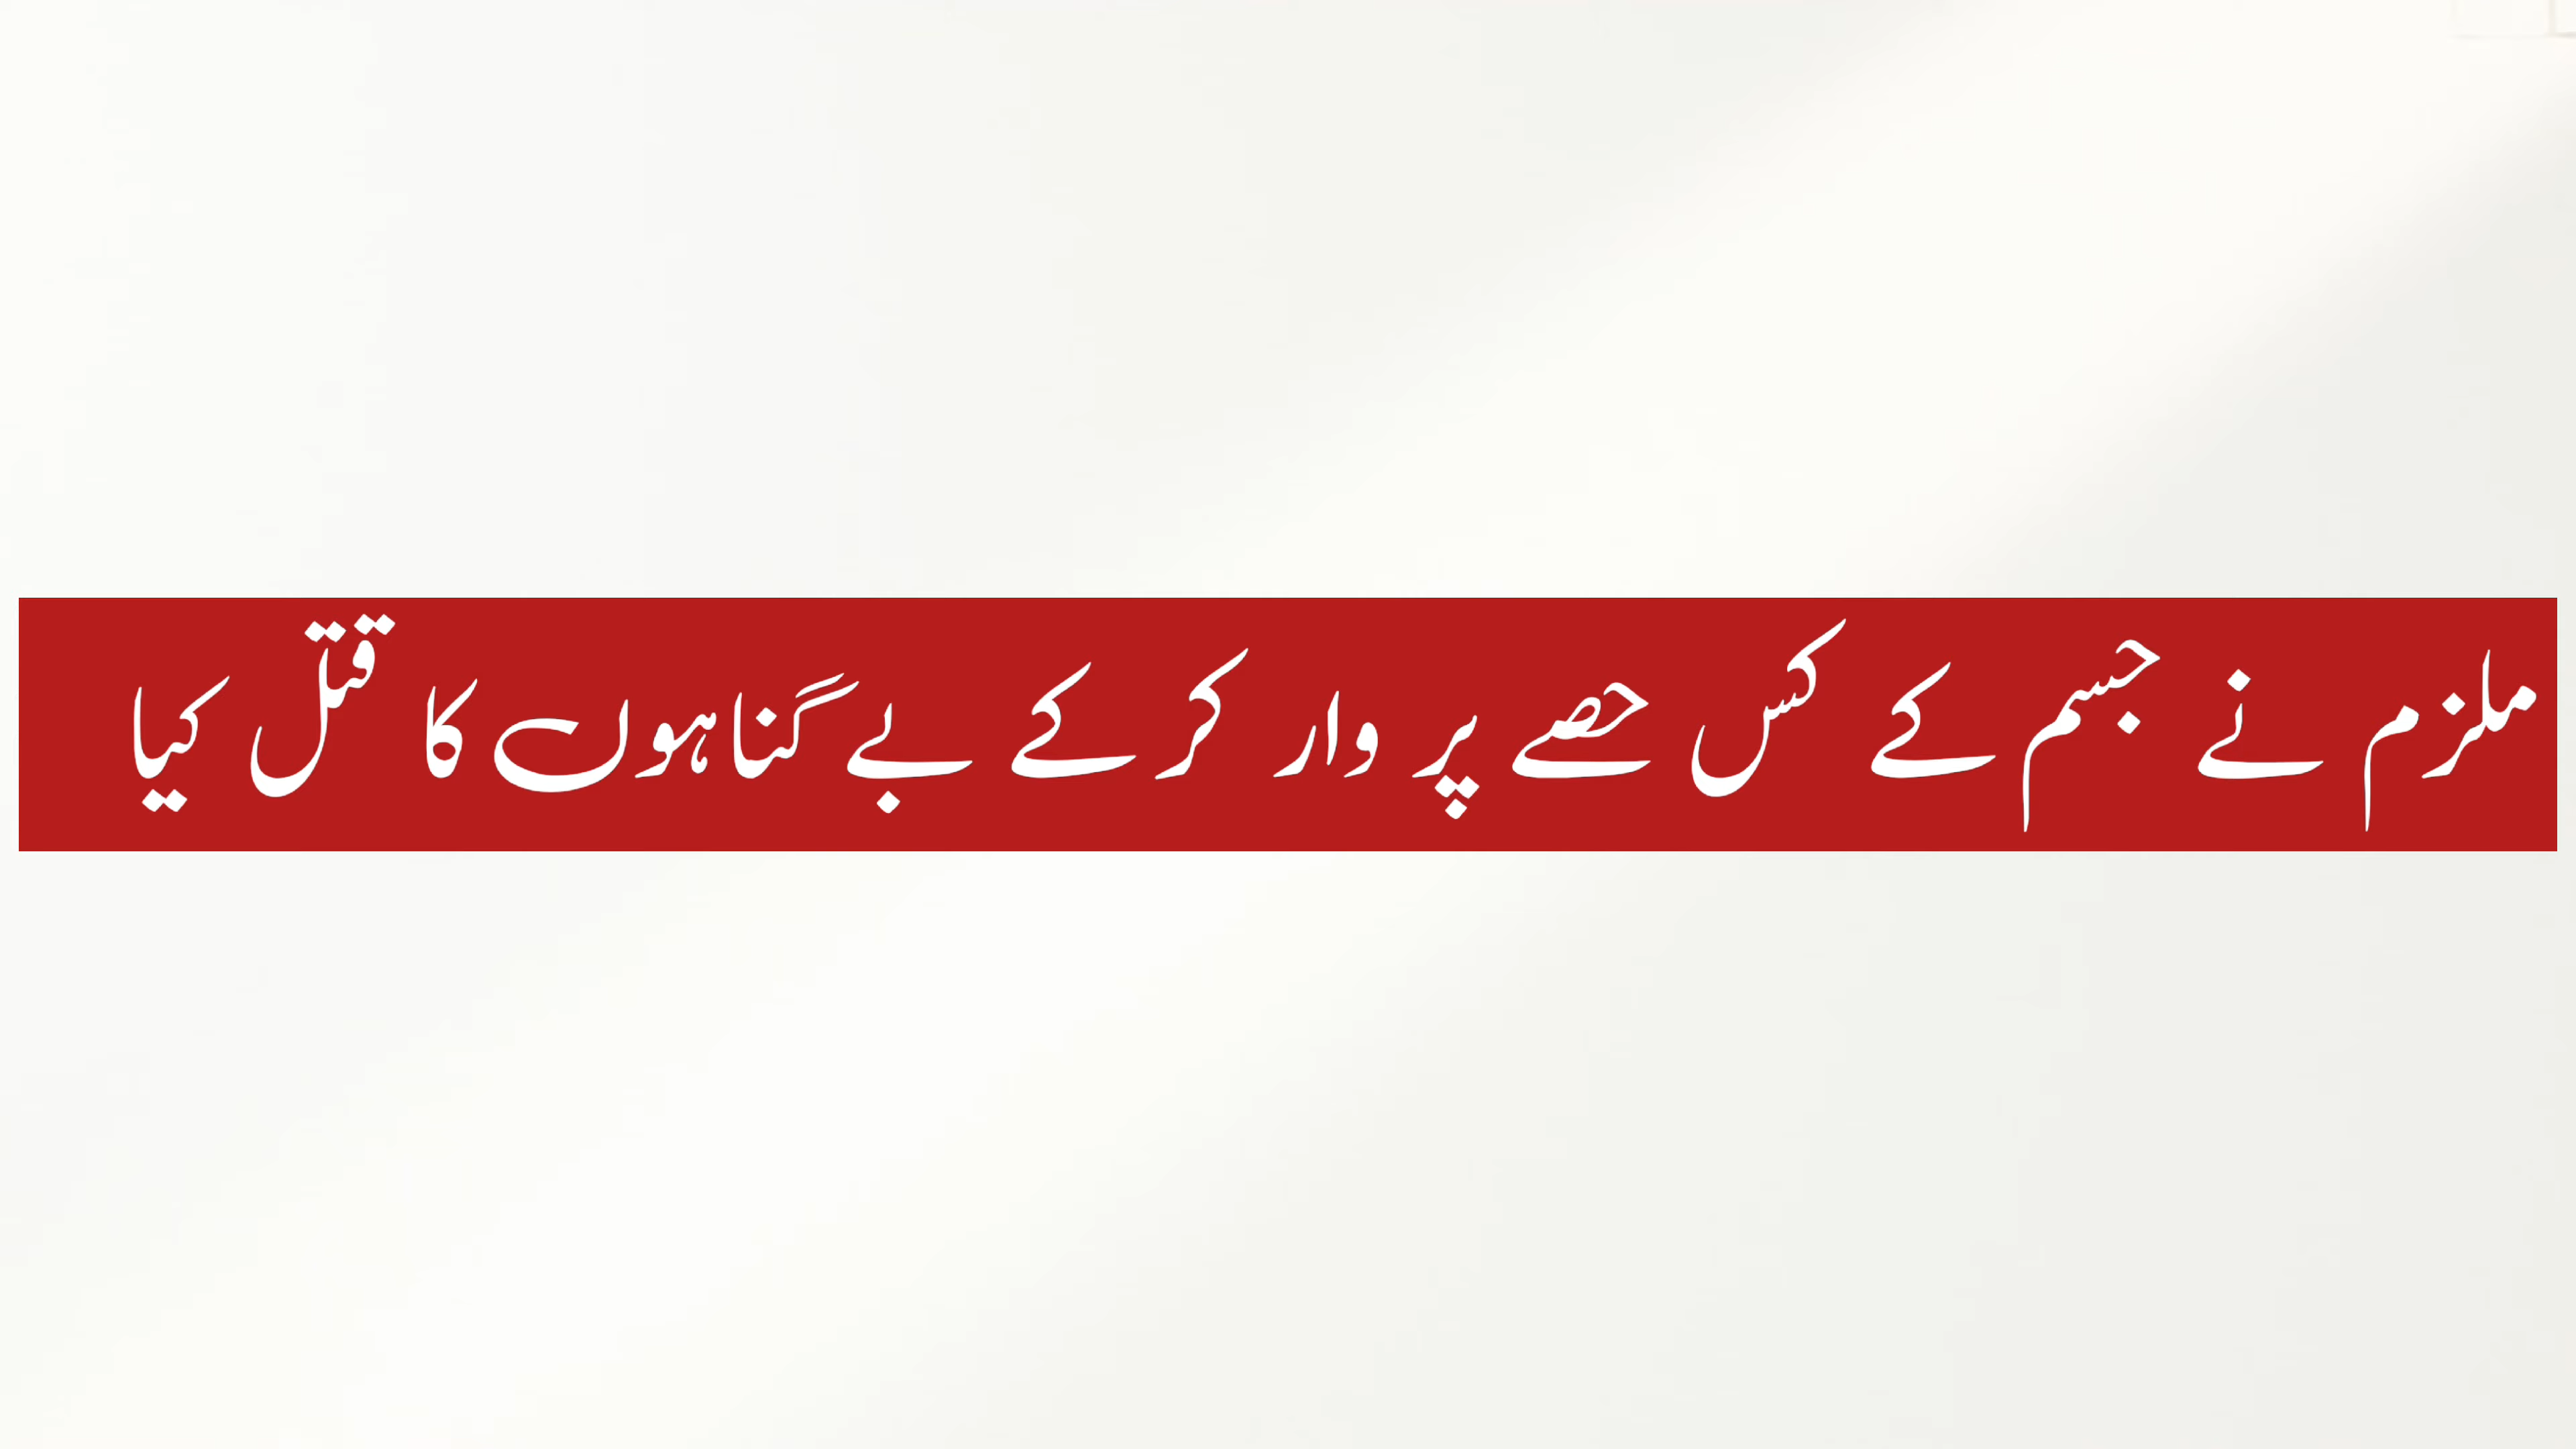 ملزم نے جسم کے کس حصے پر وار کر کے بے گناہوں کا قتل کیا